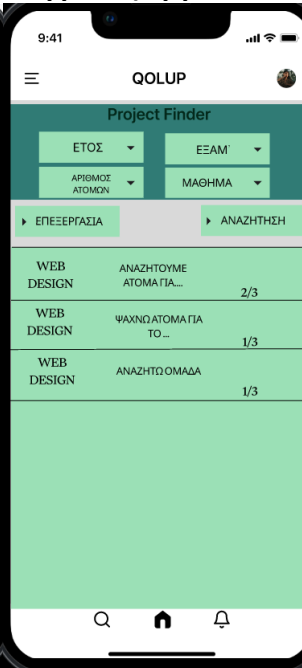 9:41
QOLUP
Project Finder
ΕΤΟΣ
ΕΞΑΜ΄
ΑΡΙΘΜΟΣ
ΑΤΟΜΩΝ
ΜΑΘΗΜΑ
ΕΠΕΞΕΡΓΑΣΙΑ
ΑΝΑΖΗΤΗΣΗ
WEB
DESIGN
ΑΝΑΖΗΤΟΥΜΕ
ΑΤΟΜΑ ΓΙΑ....
2/3
WEB
DESIGN
ΨΑΧΝΩ ΑΤΟΜΑ ΓΙΑ
ΤΟ ...
1/3
WEB
DESIGN
ΑΝΑΖΗΤΩ ΟΜΑΔΑ
1/3